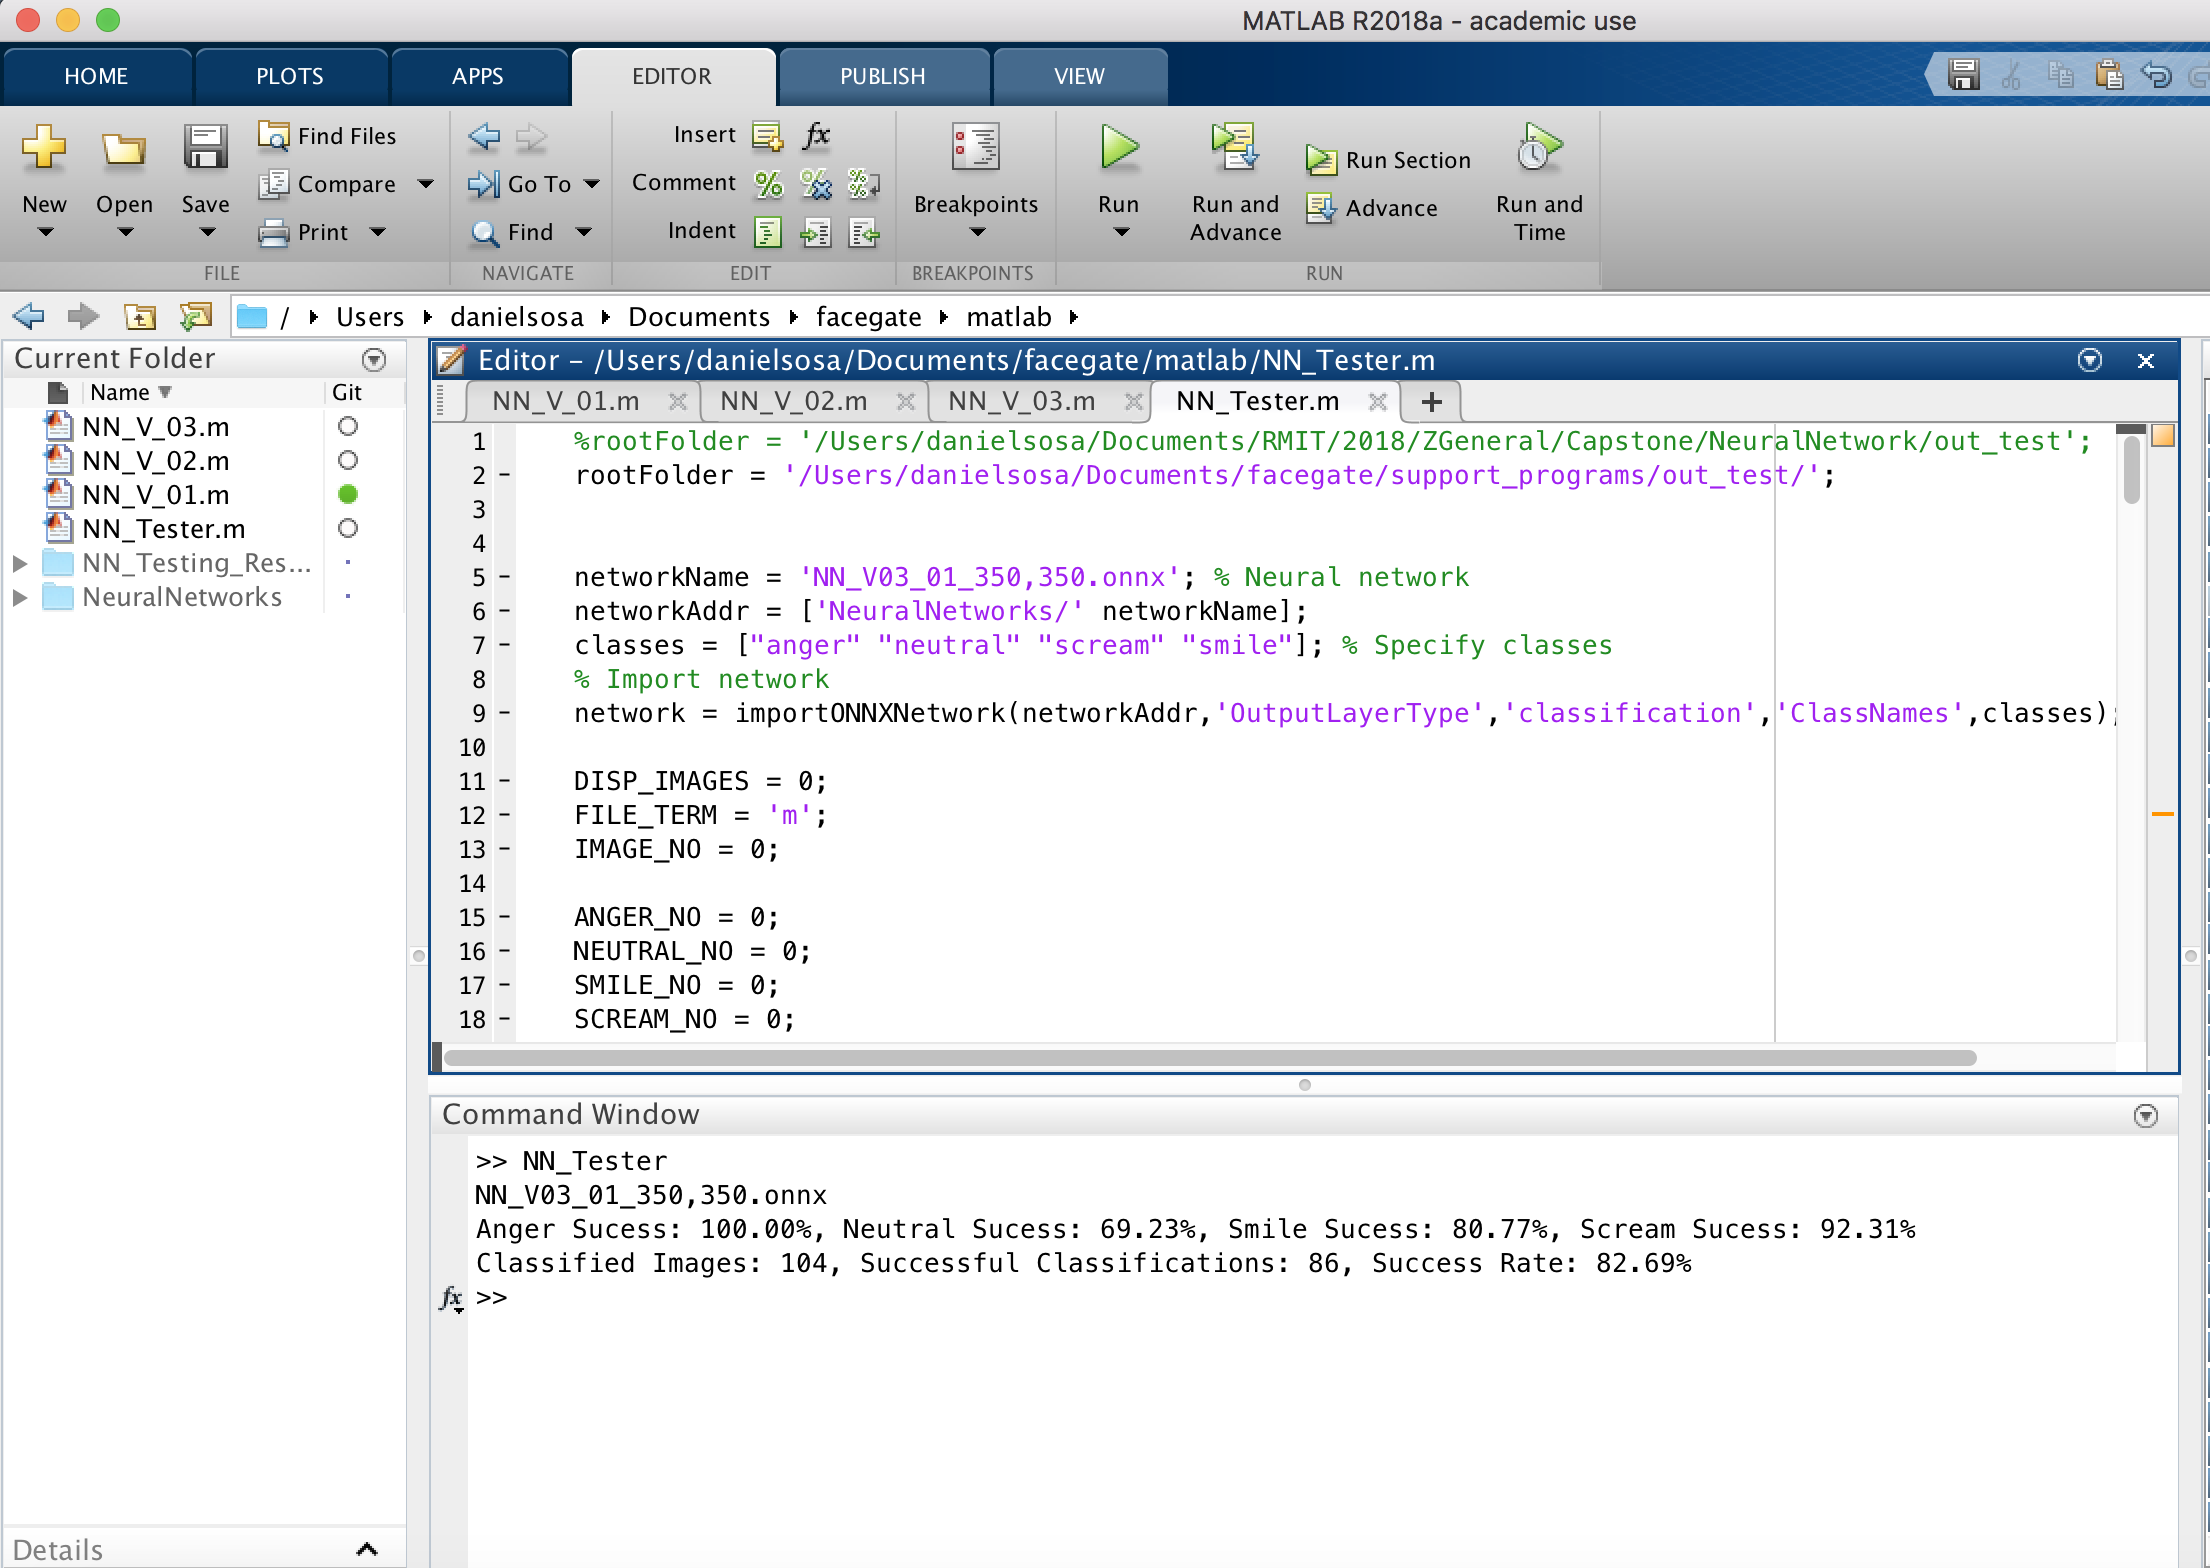 MATLAB R2018a - academic use
HOME PLOTS APPS EDITOR PUBLISH VIEW
New Open Save Find Files Compare Print
Go To Find
Insert Comment Indent
Breakpoints
Run Run and Advance Run Section Advance Run and Time
FILE NAVIGATE EDIT BREAKPOINTS RUN
/ Users danielsosa Documents facegate matlab
Current Folder
Name Git
NN_V_03.m
NN_V_02.m
NN_V_01.m
NN_Tester.m
NN_Testing_Res...
NeuralNetworks
Details
Editor - /Users/danielsosa/Documents/facegate/matlab/NN_Tester.m
NN_V_01.m NN_V_02.m NN_V_03.m NN_Tester.m +
1 %rootFolder = '/Users/danielsosa/Documents/RMIT/2018/ZGeneral/Capstone/NeuralNetwork/out_test';
2 - rootFolder = '/Users/danielsosa/Documents/facegate/support_programs/out_test/';
3
4
5 - networkName = 'NN_V03_01_350,350.onnx'; % Neural network
6 - networkAddr = ['NeuralNetworks/' networkName];
7 - classes = ["anger" "neutral" "scream" "smile"]; % Specify classes
8 % Import network
9 - network = importONNXNetwork(networkAddr,'OutputLayerType','classification','ClassNames',classes);
10
11 - DISP_IMAGES = 0;
12 - FILE_TERM = 'm';
13 - IMAGE_NO = 0;
14
15 - ANGER_NO = 0;
16 - NEUTRAL_NO = 0;
17 - SMILE_NO = 0;
18 - SCREAM_NO = 0;
Command Window
>> NN_Tester
NN_V03_01_350,350.onnx
Anger Sucess: 100.00%, Neutral Sucess: 69.23%, Smile Sucess: 80.77%, Scream Sucess: 92.31%
Classified Images: 104, Successful Classifications: 86, Success Rate: 82.69%
fx >>